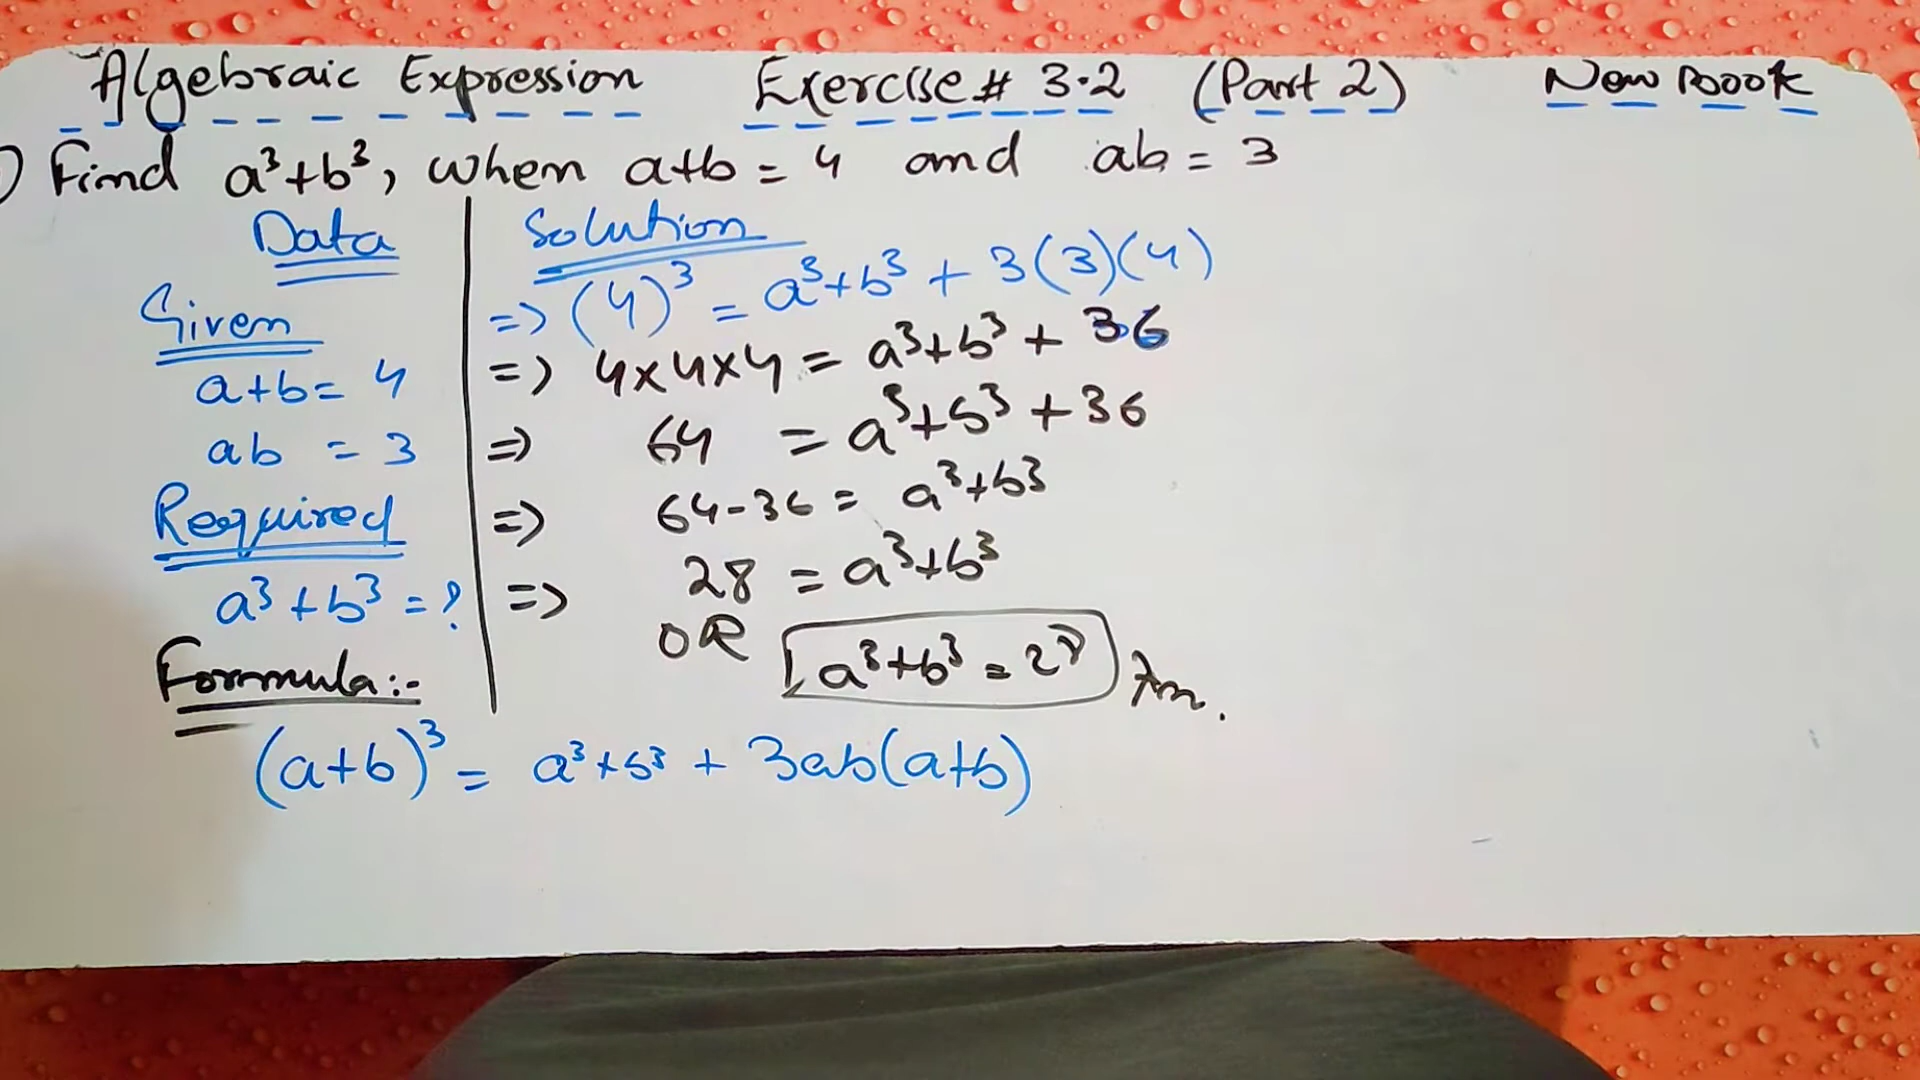 Algebraic Expression Exercise # 3.2 (Part 2) New Book
) Find a³+b³, when a+b = 4 and ab = 3
Data
Given
a+b = 4
ab = 3
Required
a³+b³ = ?
Formula:-
(a+b)³ = a³+b³ + 3ab(a+b)
Solution
=> (4)³ = a³+b³ + 3(3)(4)
=> 4×4×4 = a³+b³ + 36
=> 64 = a³+b³ + 36
=> 64-36 = a³+b³
=> 28 = a³+b³
OR a³+b³ = 28 Ans.